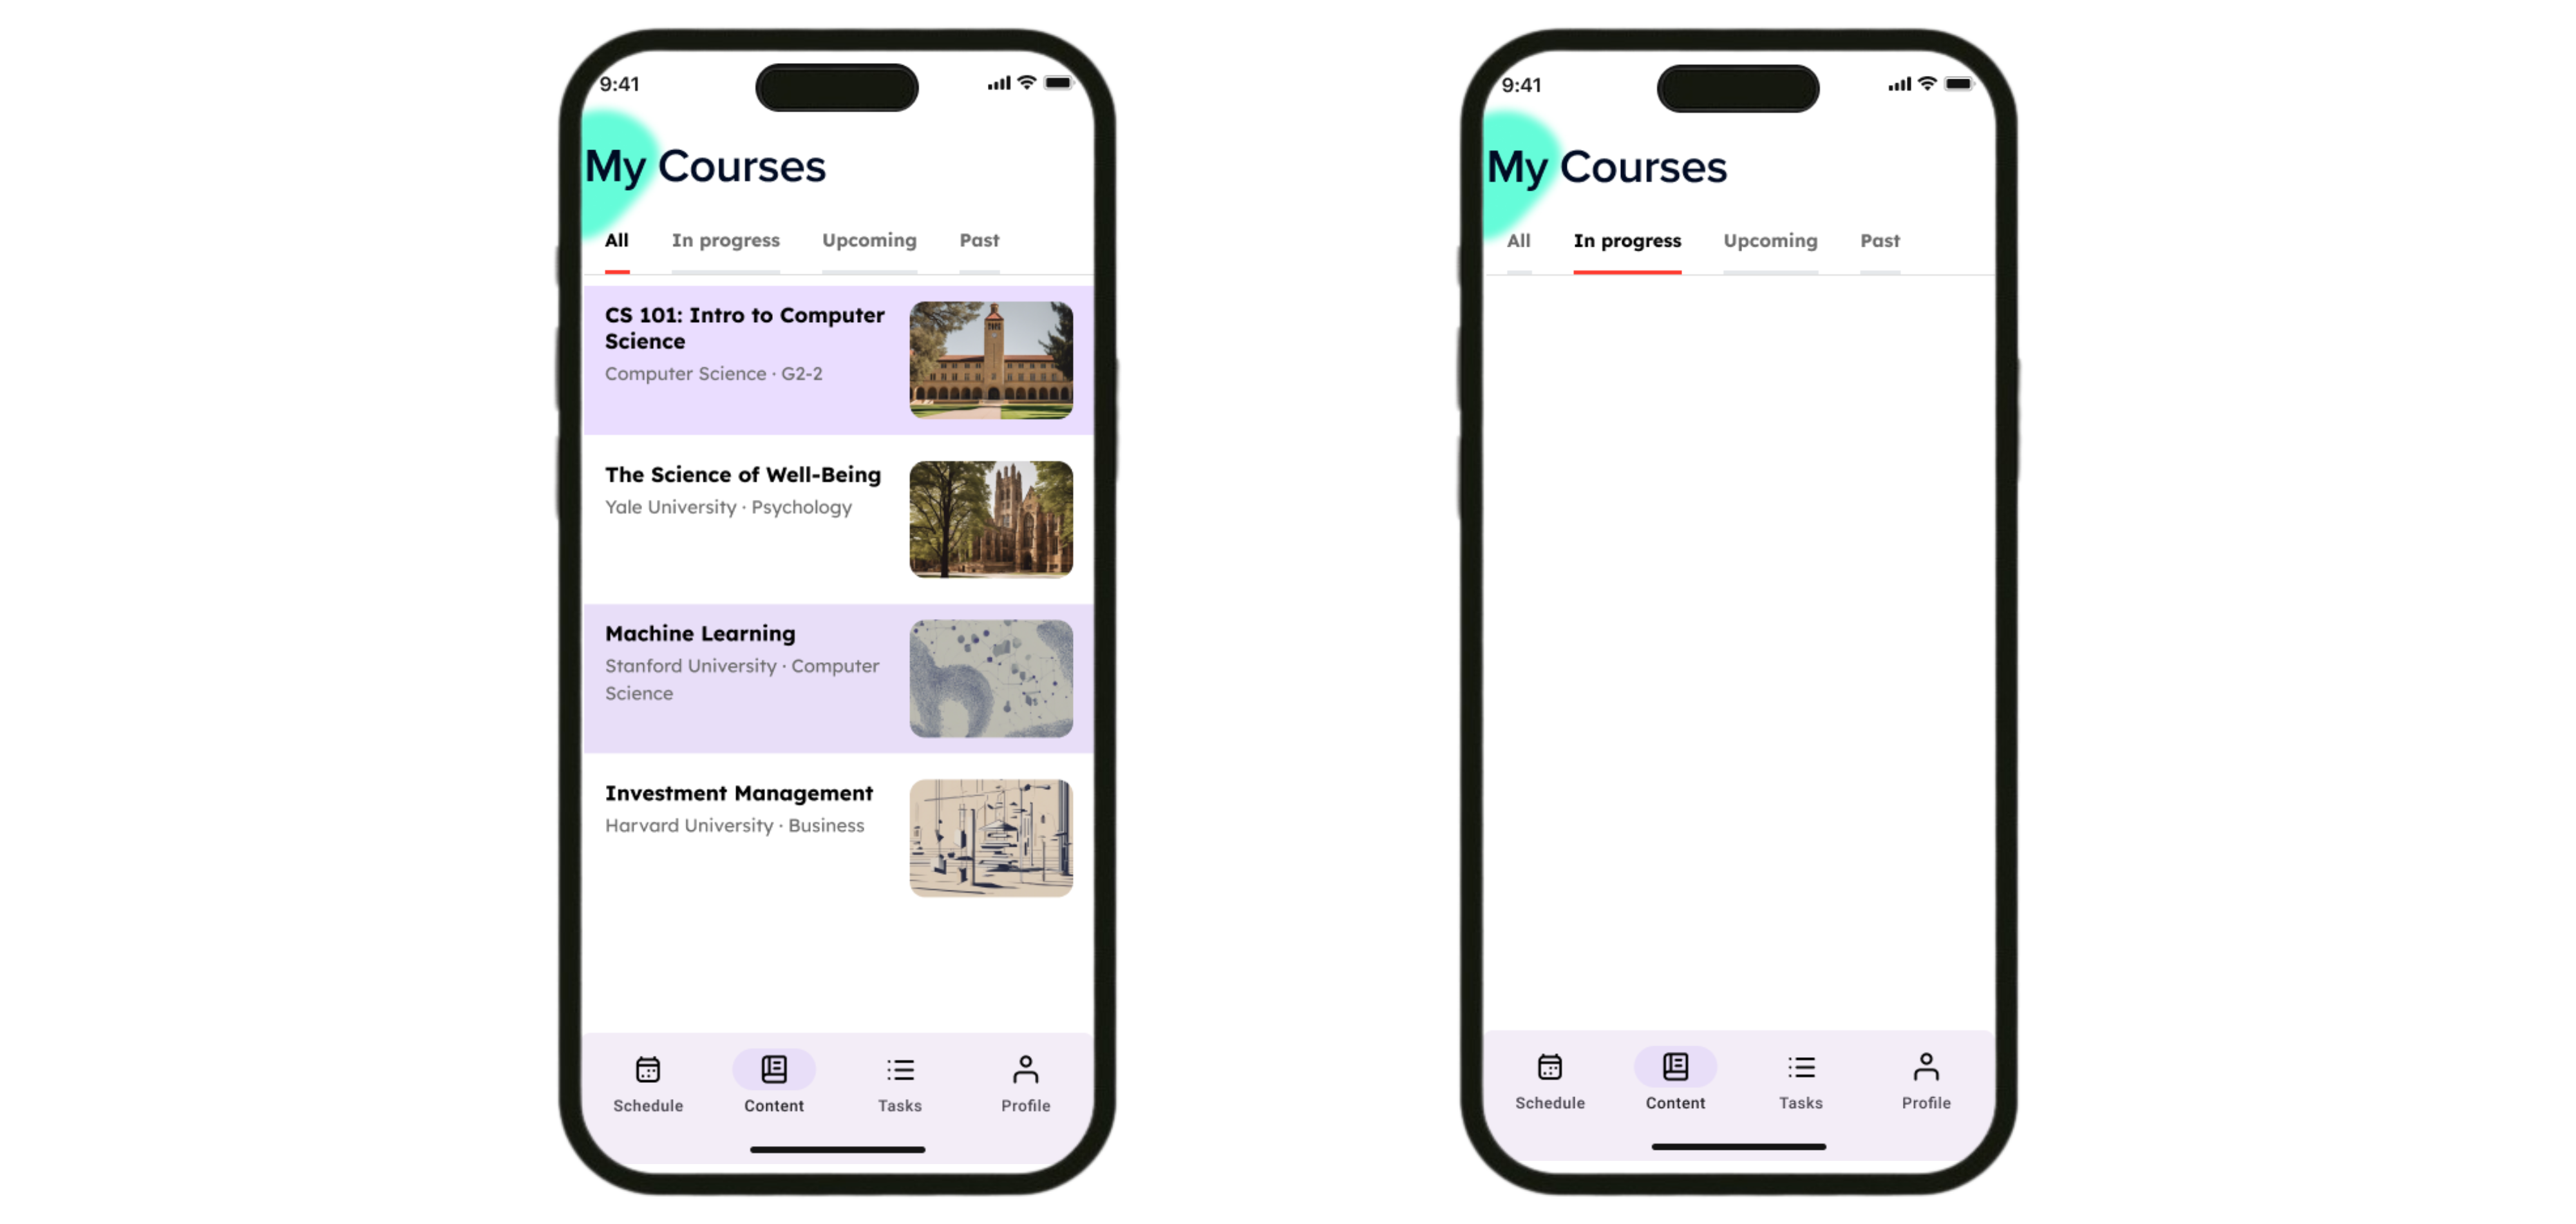 9:41
My Courses
All In progress Upcoming Past
CS 101: Intro to Computer
Science
Computer Science · G2-2
The Science of Well-Being
Yale University · Psychology
Machine Learning
Stanford University · Computer
Science
Investment Management
Harvard University · Business
Schedule Content Tasks Profile
9:41
My Courses
All In progress Upcoming Past
Schedule Content Tasks Profile